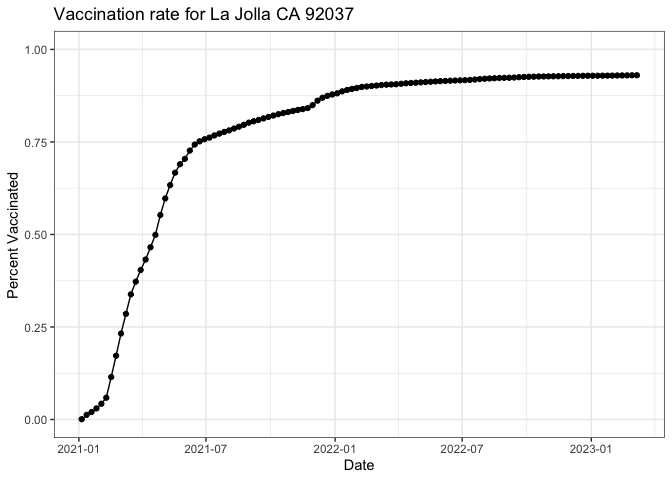 Vaccination rate for La Jolla CA 92037
1.00
0.75
0.50
0.25
0.00
Percent Vaccinated
2021-01 2021-07 2022-01 2022-07 2023-01
Date